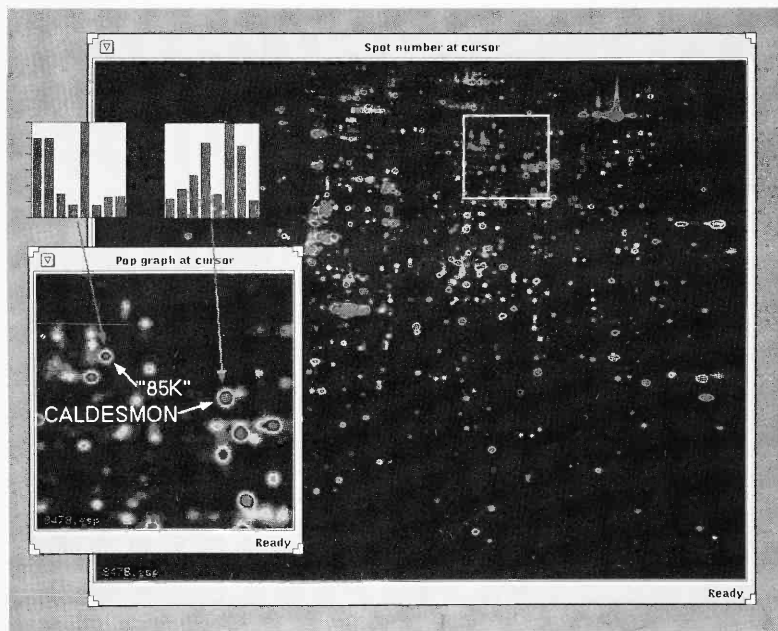 Spot number at cursor
Pop graph at cursor
"85K"
CALDESMON
Ready
Ready